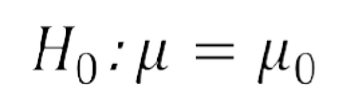 H₀ : μ = μ₀